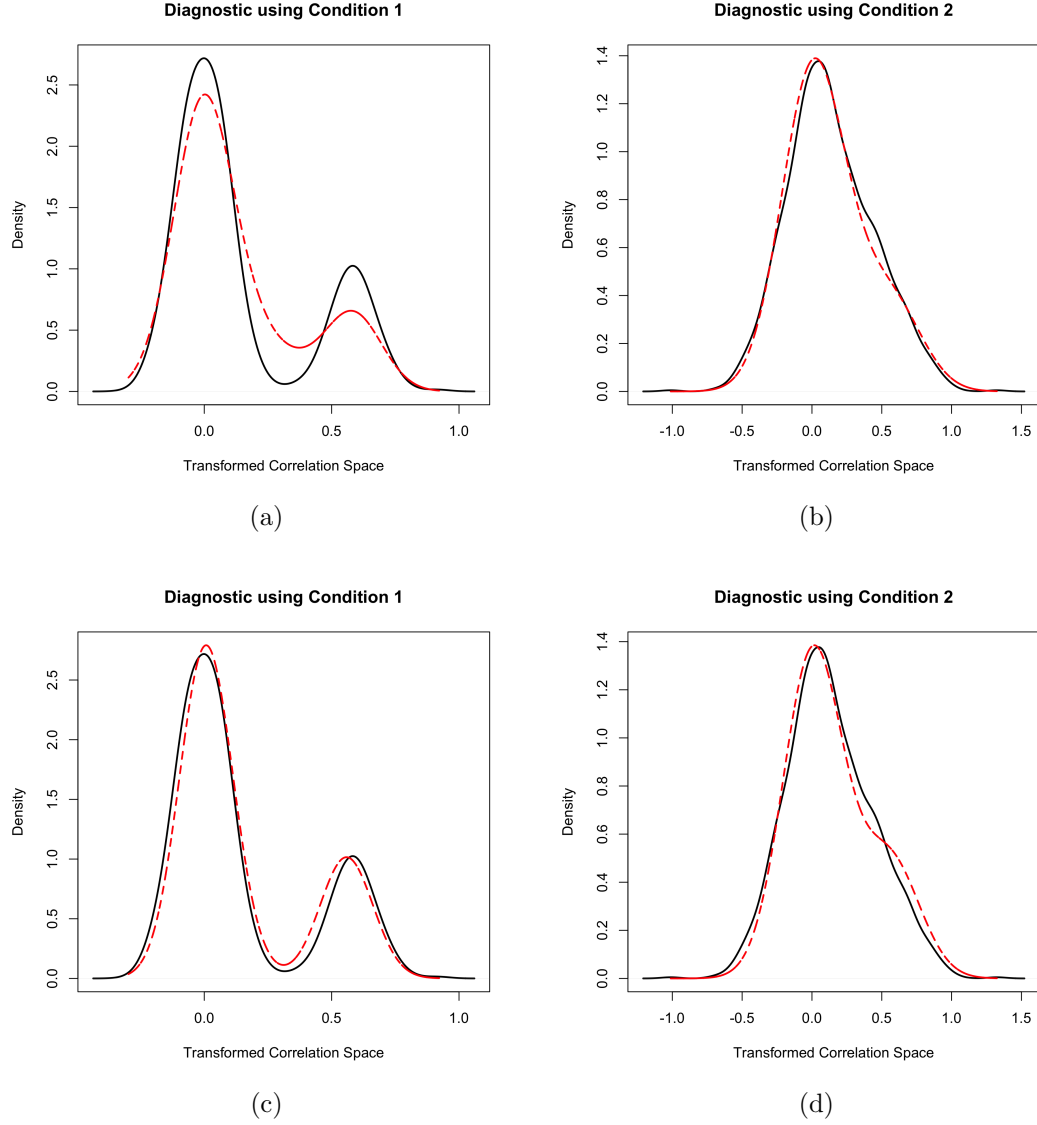 Diagnostic using Condition 1
Density
0.0 0.5 1.0 1.5 2.0 2.5
0.0 0.5 1.0
Transformed Correlation Space
(a)
Diagnostic using Condition 2
Density
0.0 0.2 0.4 0.6 0.8 1.0 1.2 1.4
-1.0 -0.5 0.0 0.5 1.0 1.5
Transformed Correlation Space
(b)
Diagnostic using Condition 1
Density
0.0 0.5 1.0 1.5 2.0 2.5
0.0 0.5 1.0
Transformed Correlation Space
(c)
Diagnostic using Condition 2
Density
0.0 0.2 0.4 0.6 0.8 1.0 1.2 1.4
-1.0 -0.5 0.0 0.5 1.0 1.5
Transformed Correlation Space
(d)